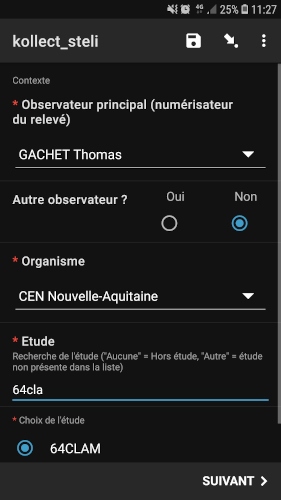 4G 25% 11:27
kollect_steli
Contexte
* Observateur principal (numérisateur
du relevé)
GACHET Thomas
Autre observateur ?
Oui Non
* Organisme
CEN Nouvelle-Aquitaine
* Etude
Recherche de l'étude ("Aucune" = Hors étude, "Autre" = étude
non présente dans la liste)
64cla
* Choix de l'étude
64CLAM
SUIVANT